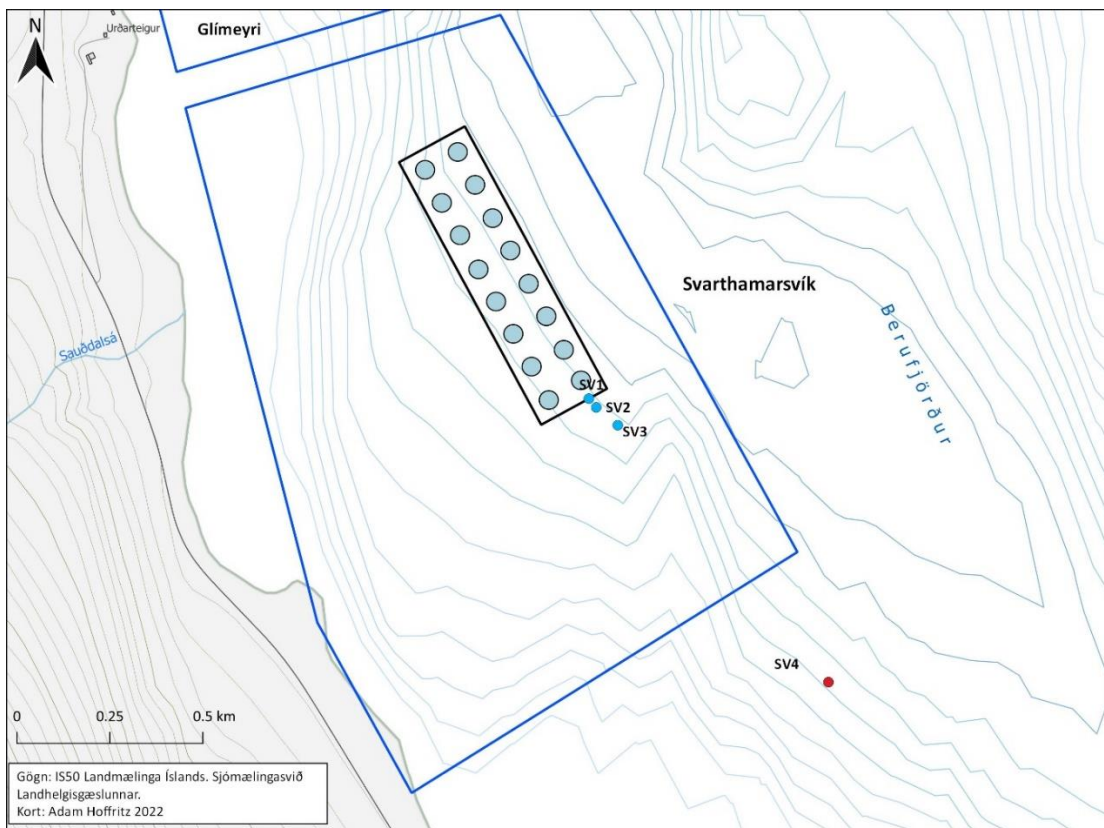 Urðarteigur
Glímeyri
N
Svarthamarsvík
Berufjörður
Sauðdalsá
SV1
SV2
SV3
SV4
0 0.25 0.5 km
Gögn: IS50 Landmælinga Íslands. Sjómælingasvið
Landhelgisgæslunnar.
Kort: Adam Hoffritz 2022